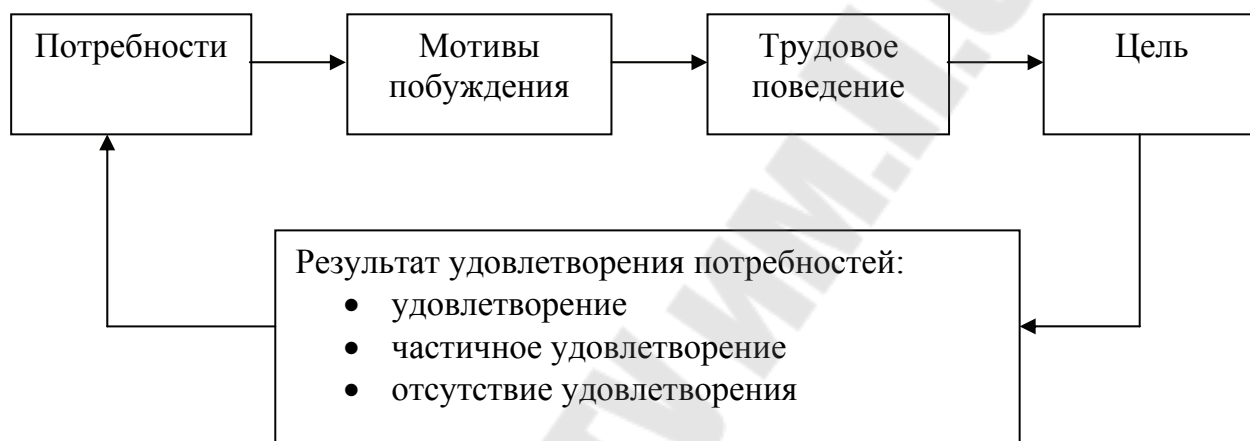 Потребности
Мотивы
побуждения
Трудовое
поведение
Цель
Результат удовлетворения потребностей:
• удовлетворение
• частичное удовлетворение
• отсутствие удовлетворения